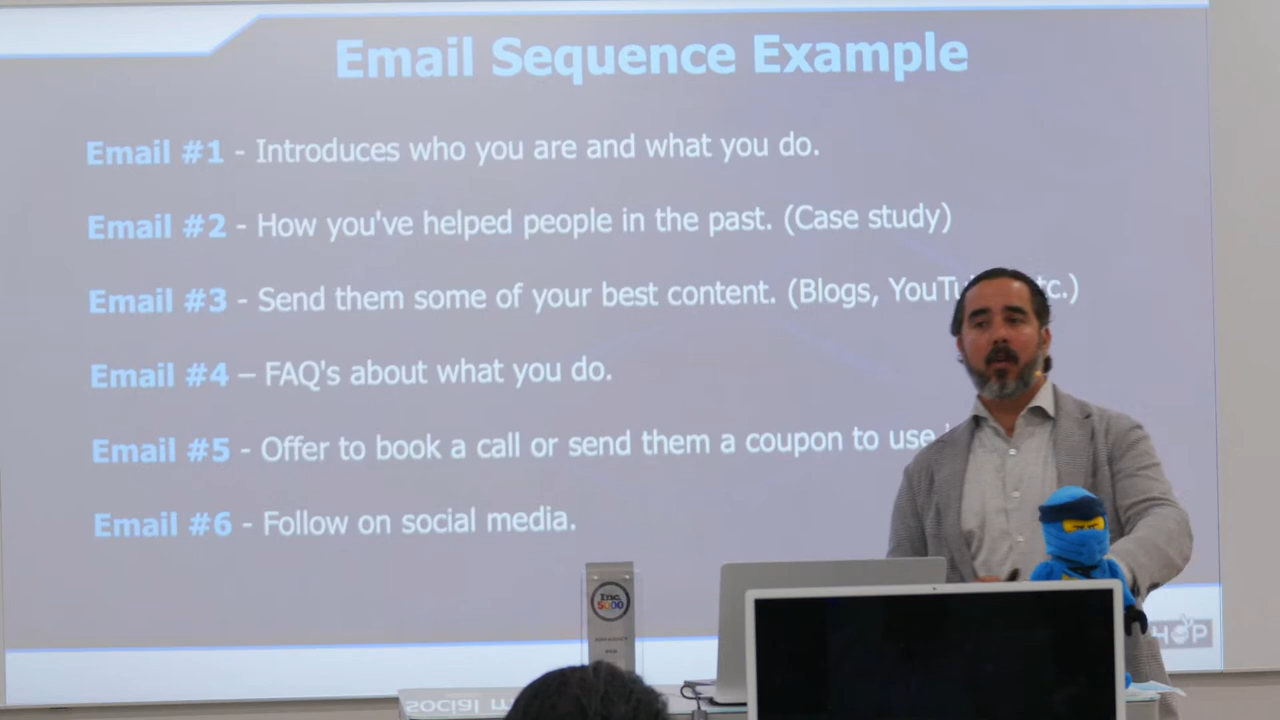 Email Sequence Example
Email #1 - Introduces who you are and what you do.
Email #2 - How you've helped people in the past. (Case study)
Email #3 - Send them some of your best content. (Blogs, etc.)
Email #4 – FAQ's about what you do.
Email #5 - Offer to book a call or send them a coupon to use
Email #6 - Follow on social media.
Inc.
5000
HOP
social